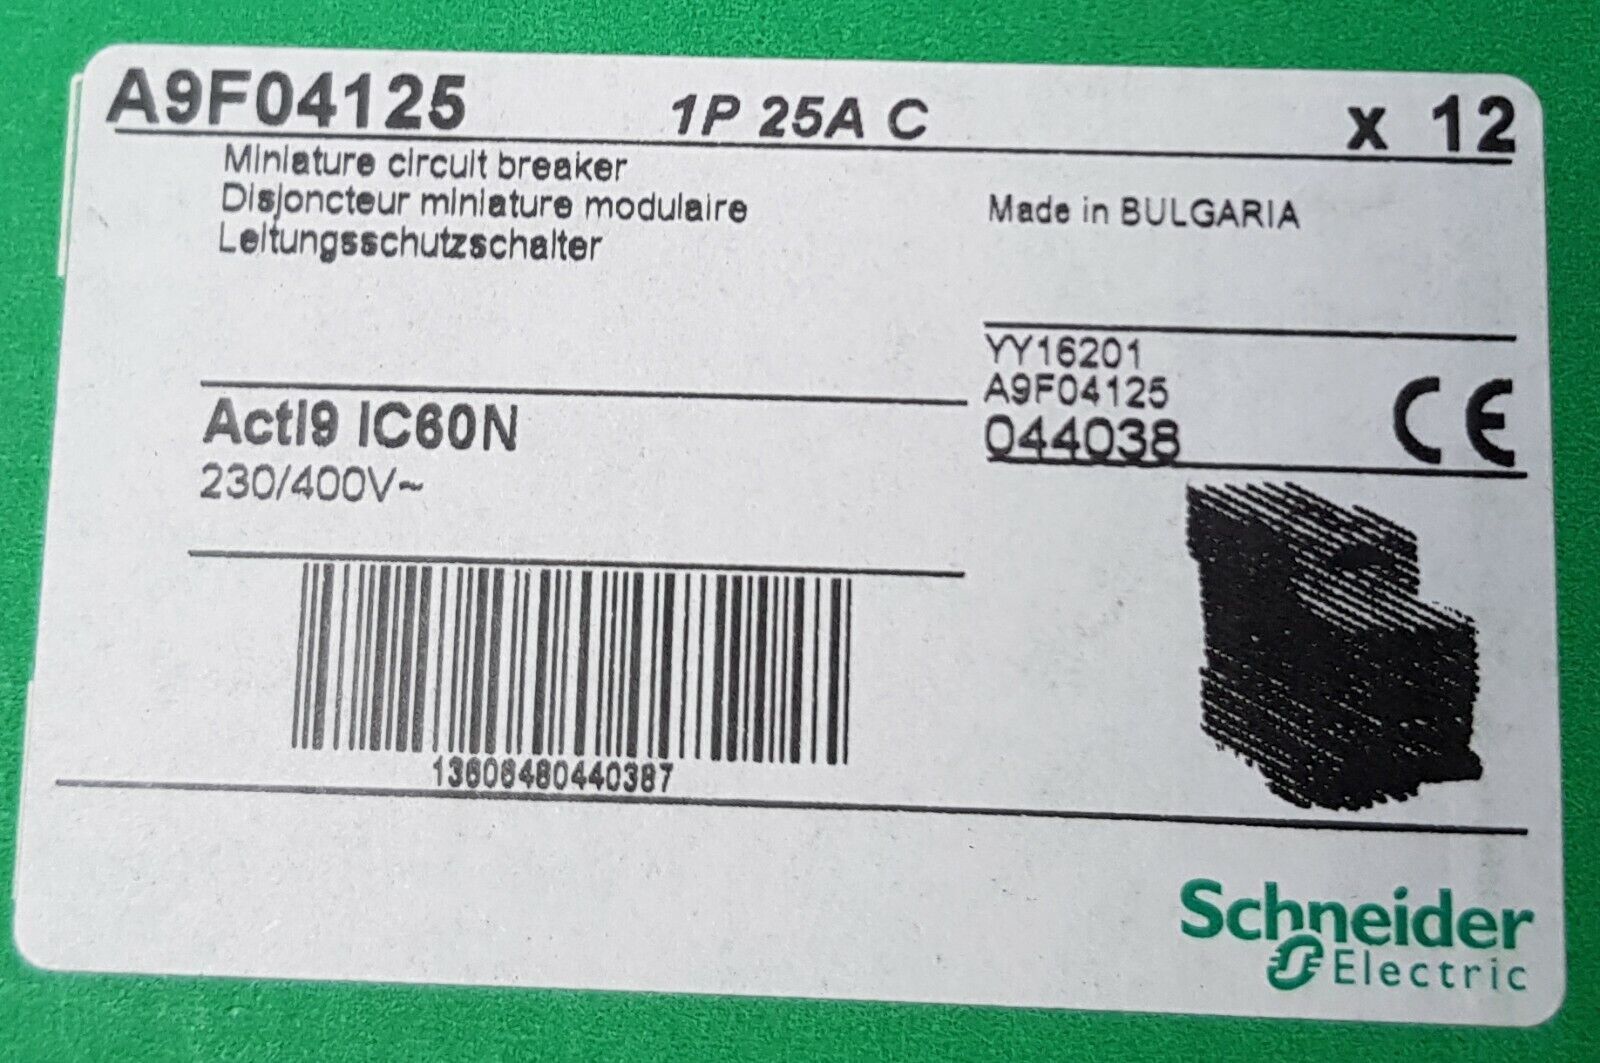 A9F04125 1P 25A C x 12
Miniature circuit breaker
Disjoncteur miniature modulaire
Leitungsschutzschalter
Made in BULGARIA
YY16201
A9F04125
044038
CE
Acti9 IC60N
230/400V~
13606480440387
Schneider
Electric